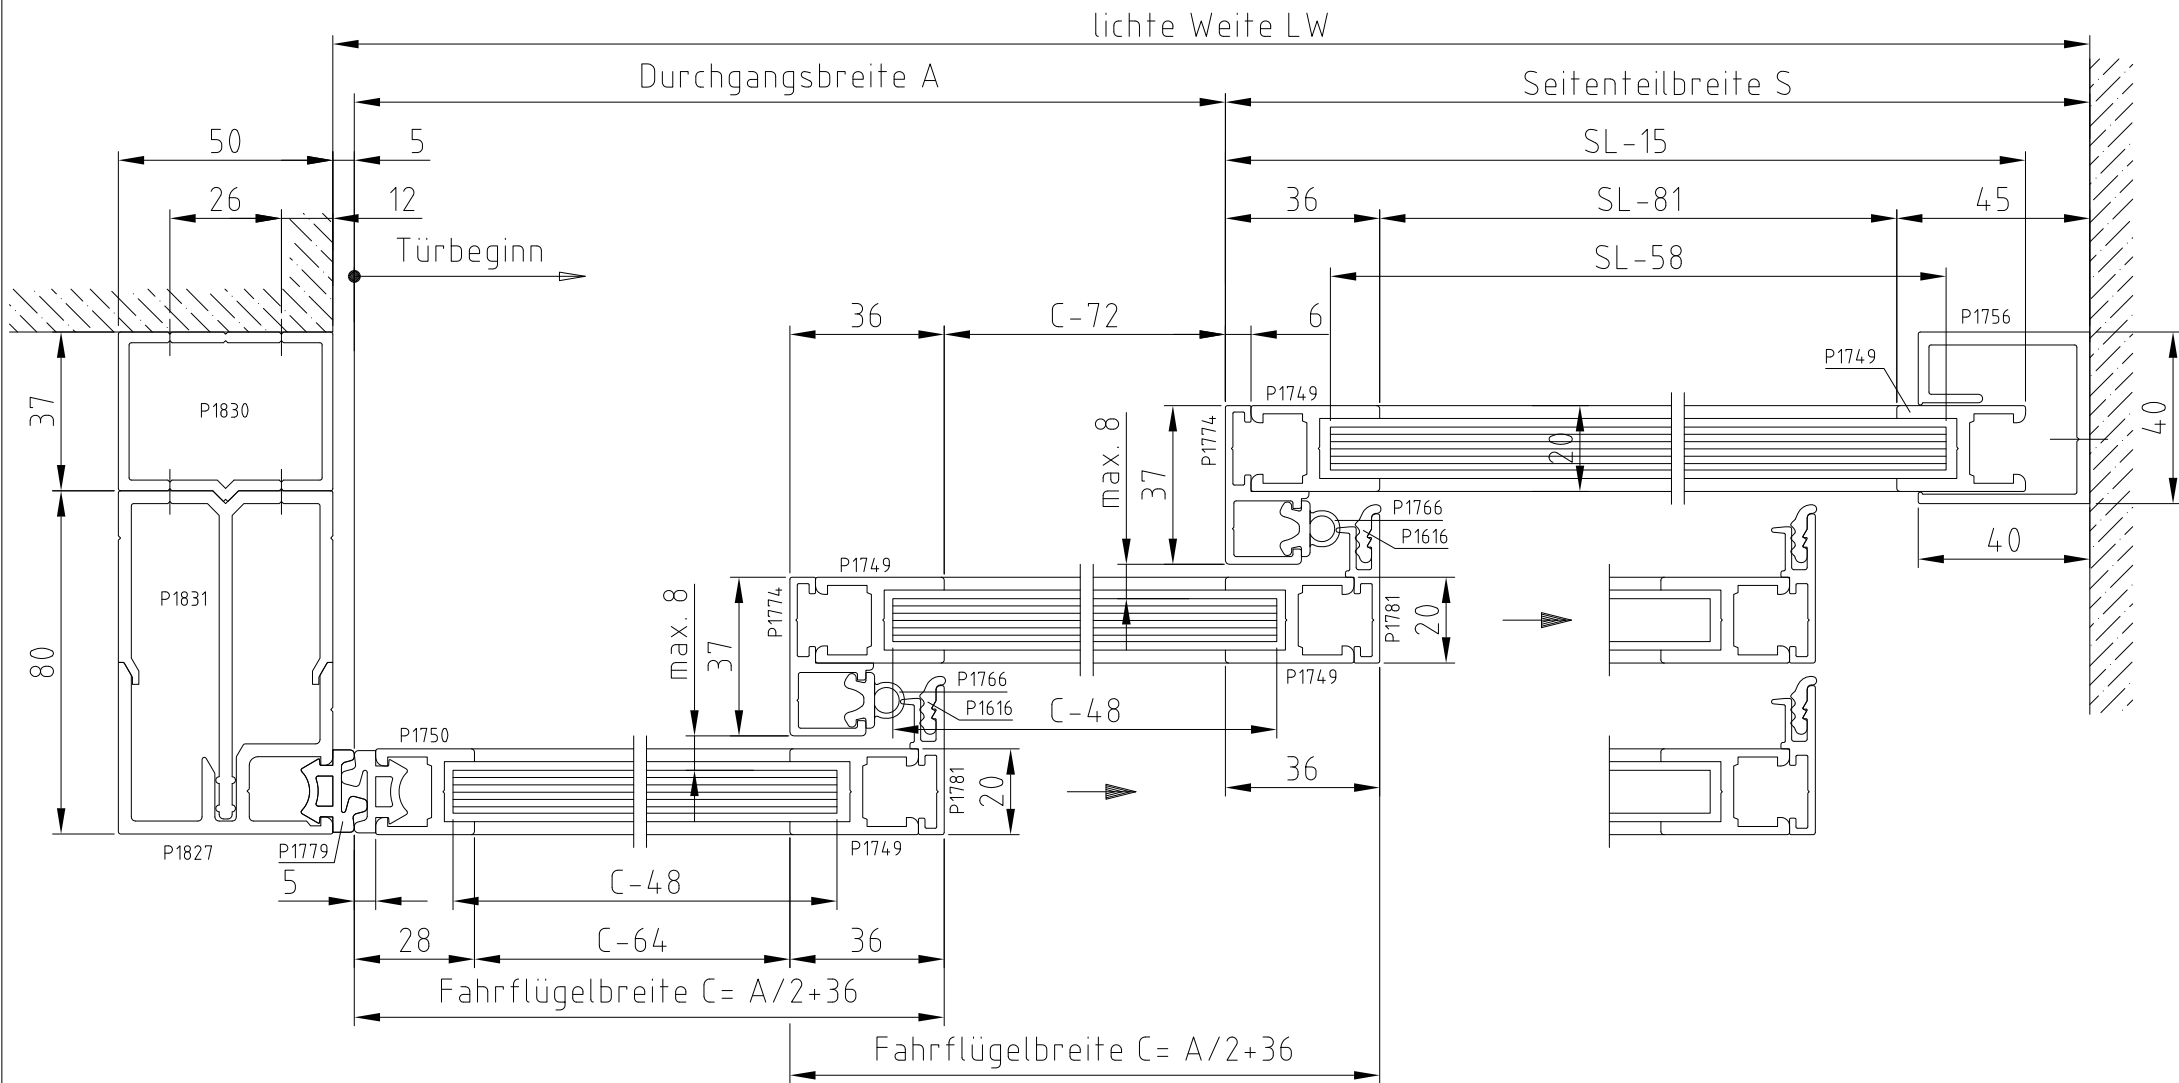 lichte Weite LW
Durchgangsbreite A
Seitenteilbreite S
50
5
SL-15
26
12
36
SL-81
45
Türbeginn
SL-58
36
C-72
6
P1756
P1749
37
P1830
P1749
P1774
max. 8
37
20
40
P1766
P1616
40
P1749
P1831
P1774
max. 8
37
P1781
20
80
P1749
P1766
P1616
C-48
P1750
36
P1781
20
P1827
P1779
P1749
5
C-48
28
C-64
36
Fahrflügelbreite C= A/2+36
Fahrflügelbreite C= A/2+36